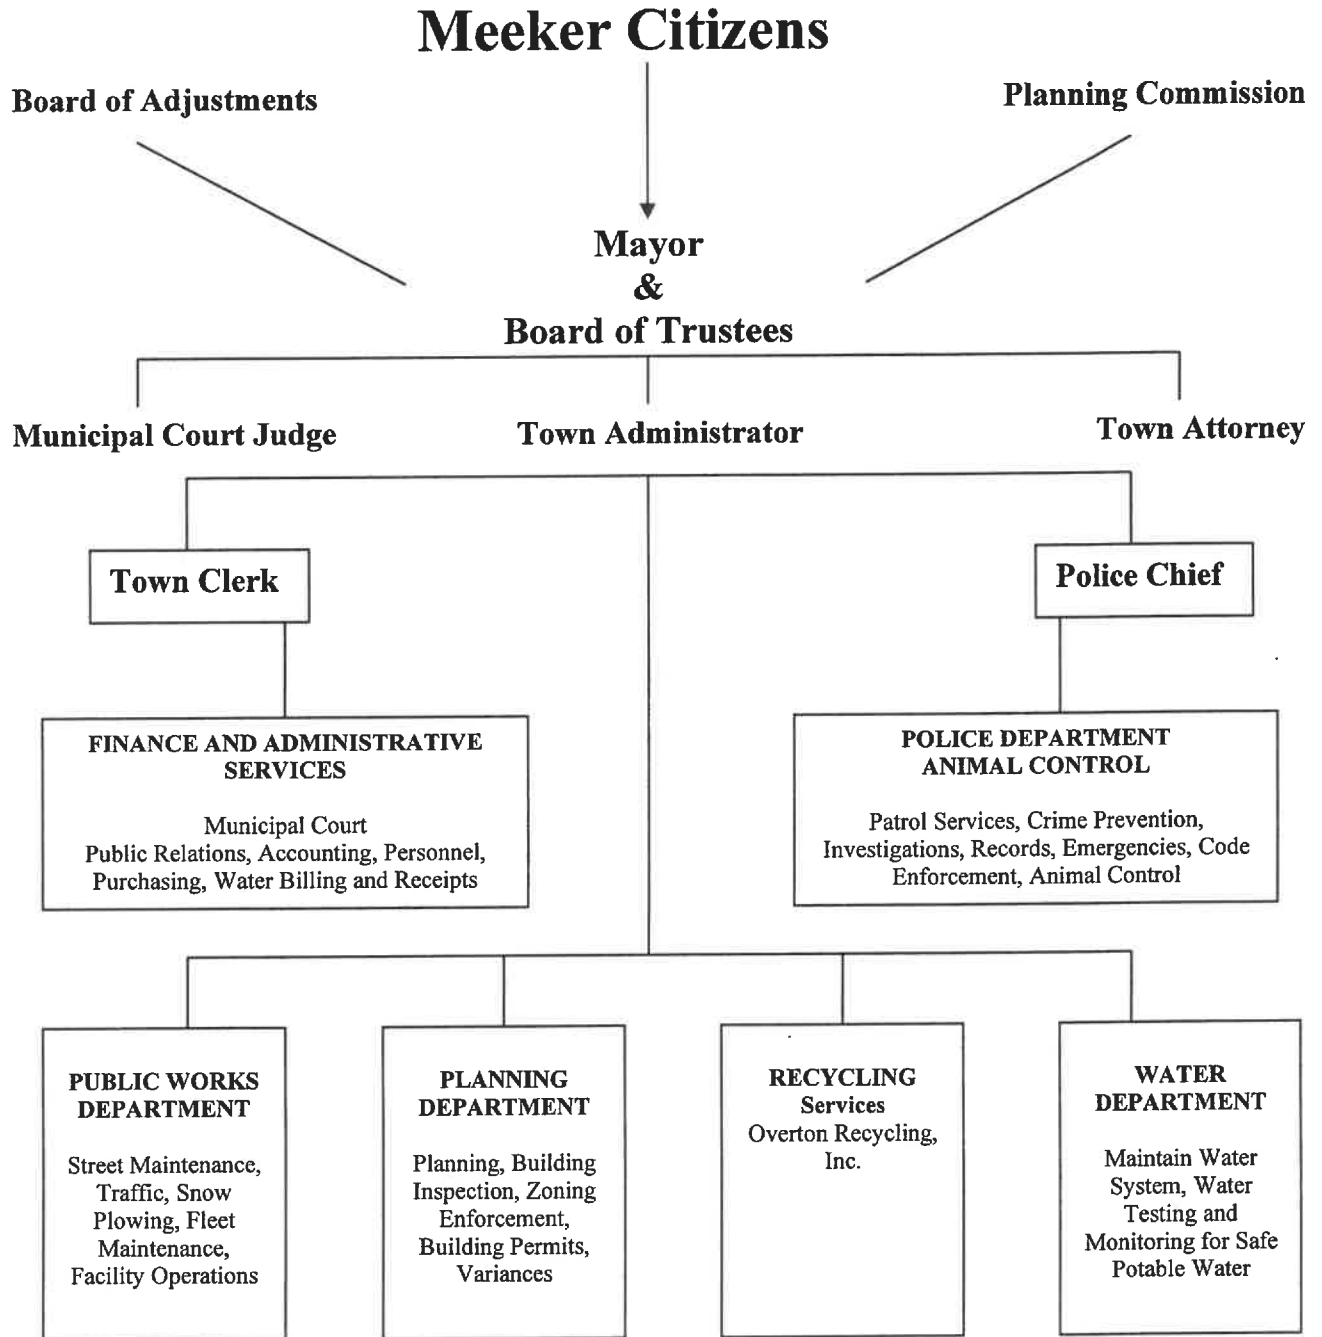 Meeker Citizens
Board of Adjustments
Planning Commission
Mayor
&
Board of Trustees
Municipal Court Judge
Town Administrator
Town Attorney
Town Clerk
Police Chief
FINANCE AND ADMINISTRATIVE
SERVICES
Municipal Court
Public Relations, Accounting, Personnel,
Purchasing, Water Billing and Receipts
POLICE DEPARTMENT
ANIMAL CONTROL
Patrol Services, Crime Prevention,
Investigations, Records, Emergencies, Code
Enforcement, Animal Control
PUBLIC WORKS
DEPARTMENT
Street Maintenance,
Traffic, Snow
Plowing, Fleet
Maintenance,
Facility Operations
PLANNING
DEPARTMENT
Planning, Building
Inspection, Zoning
Enforcement,
Building Permits,
Variances
RECYCLING
Services
Overton Recycling,
Inc.
WATER
DEPARTMENT
Maintain Water
System, Water
Testing and
Monitoring for Safe
Potable Water